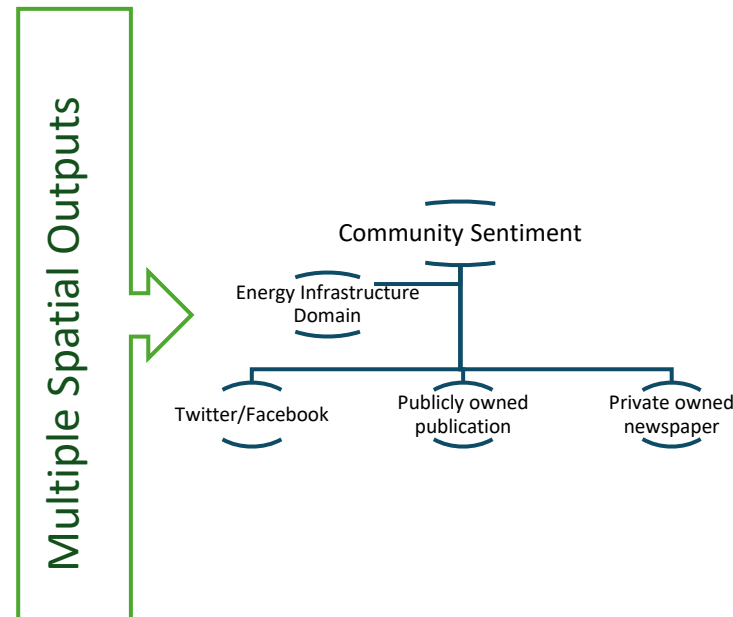 Multiple Spatial Outputs
Community Sentiment
Energy Infrastructure
Domain
Twitter/Facebook
Publicly owned
publication
Private owned
newspaper